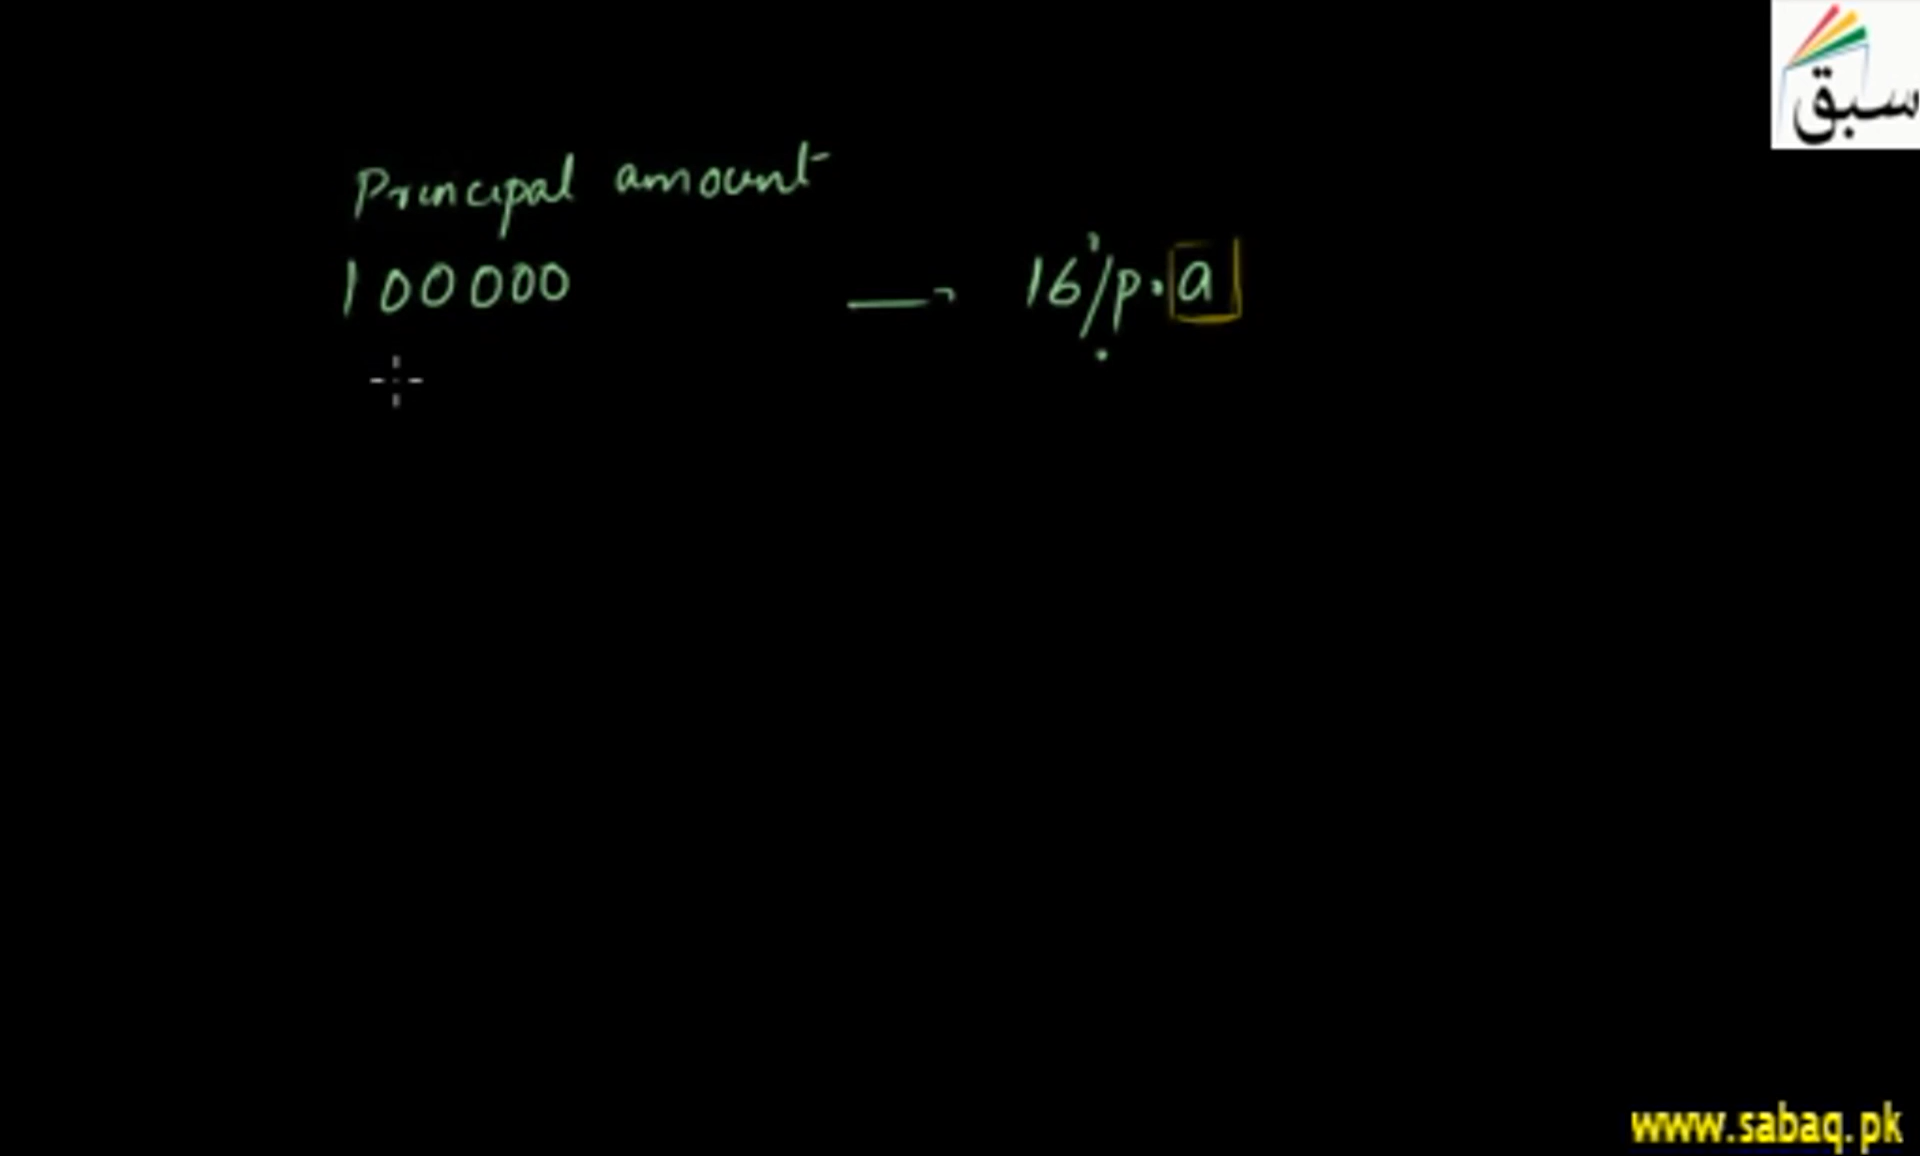 سبق
Principal amount
100000 → 16% p.a
www.sabaq.pk